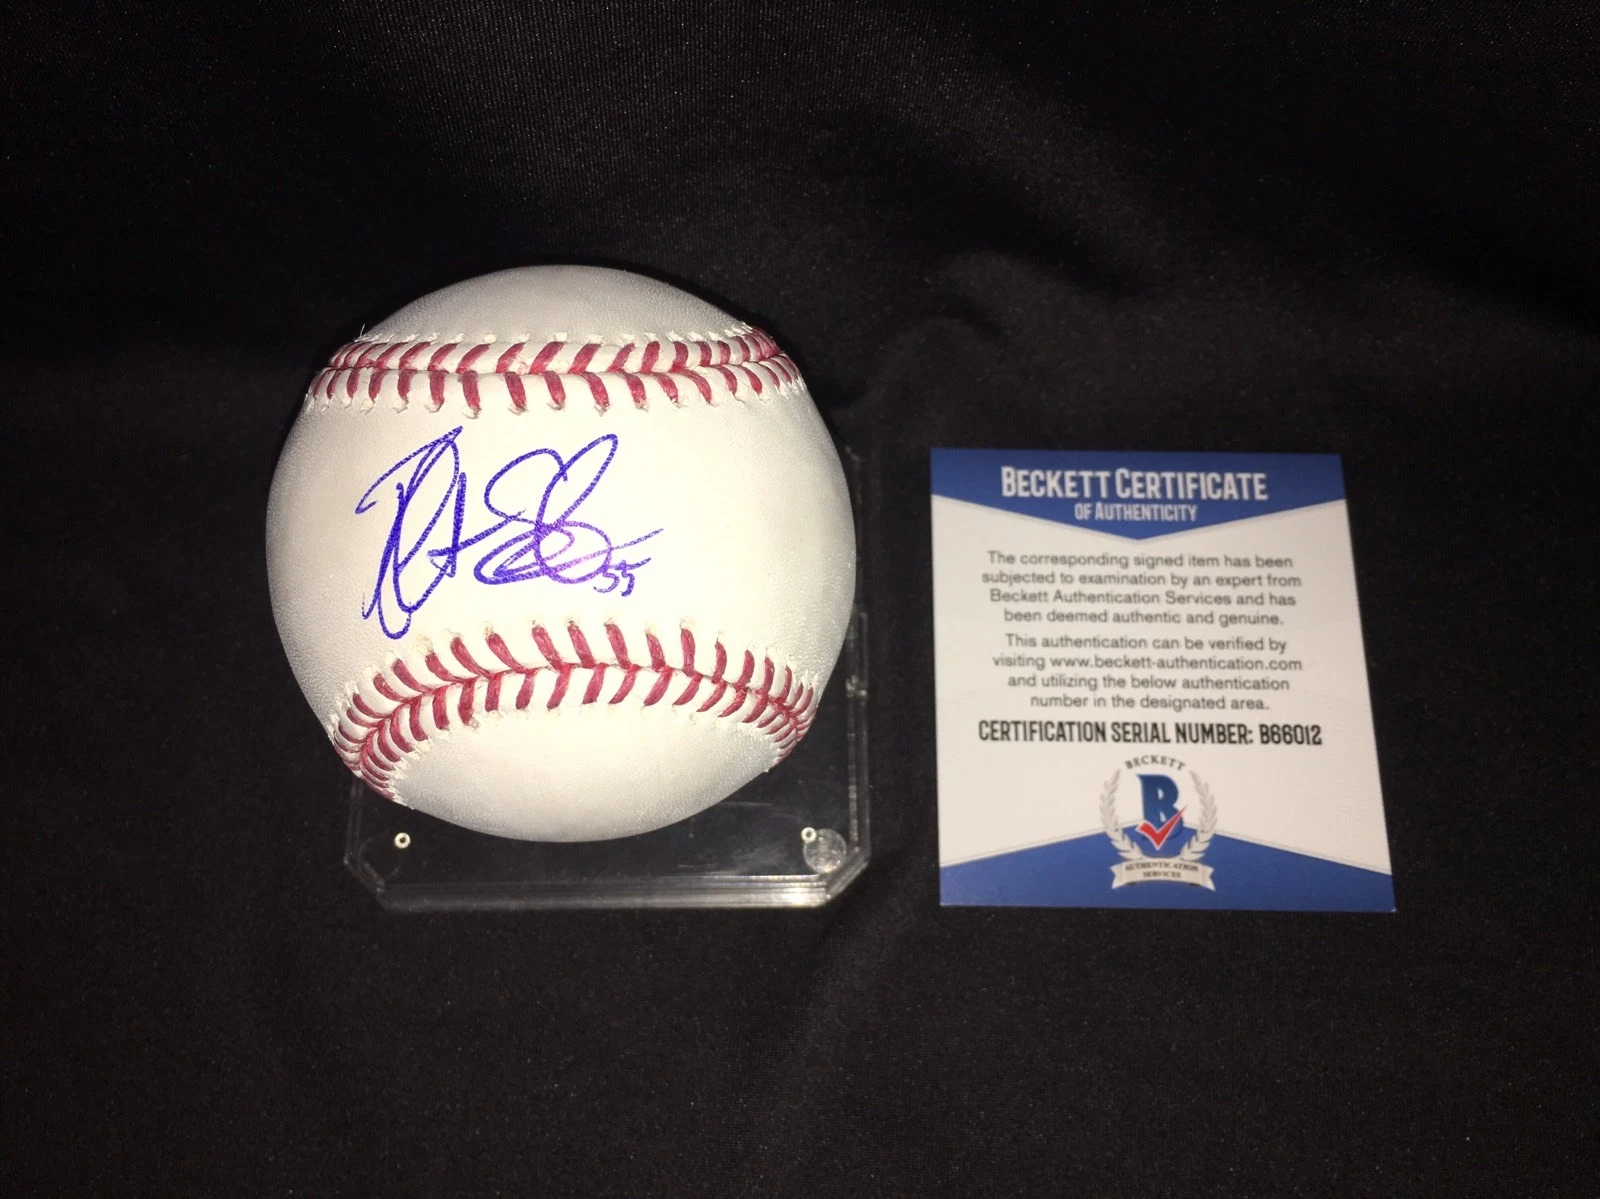 55
BECKETT CERTIFICATE
OF AUTHENTICITY
The corresponding signed item has been
subjected to examination by an expert from
Beckett Authentication Services and has
been deemed authentic and genuine.
This authentication can be verified by
visiting www.beckett-authentication.com
and utilizing the below authentication
number in the designated area.
CERTIFICATION SERIAL NUMBER: B66012
BECKETT
B
AUTHENTICATION
SERVICES